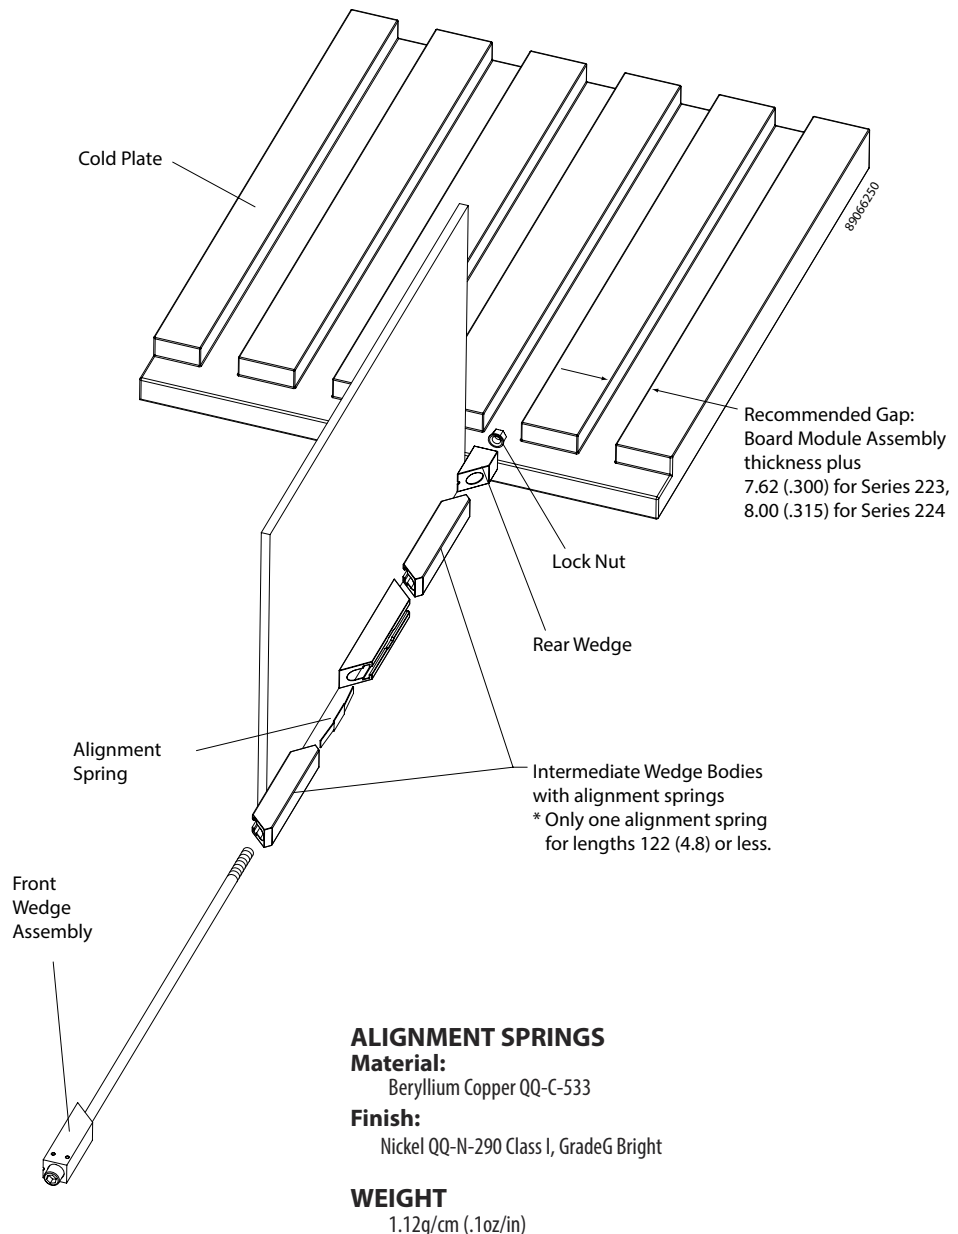 Cold Plate
89066250
Recommended Gap:
Board Module Assembly
thickness plus
7.62 (.300) for Series 223,
8.00 (.315) for Series 224
Lock Nut
Rear Wedge
Alignment
Spring
Intermediate Wedge Bodies
with alignment springs
* Only one alignment spring
for lengths 122 (4.8) or less.
Front
Wedge
Assembly
ALIGNMENT SPRINGS
Material:
Beryllium Copper QQ-C-533
Finish:
Nickel QQ-N-290 Class I, GradeG Bright
WEIGHT
1.12g/cm (.1oz/in)